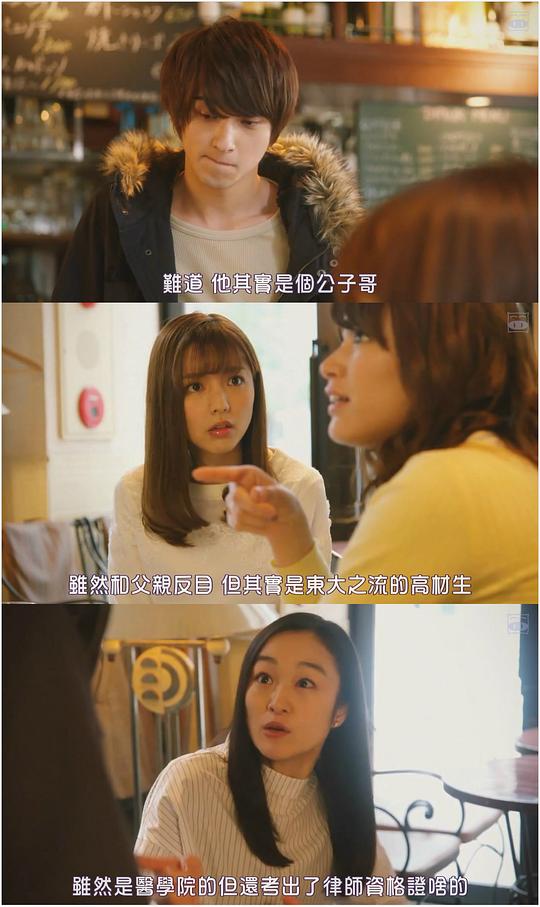 難道 他其實是個公子哥
雖然和父親反目 但其實是東大之流的高材生
雖然是醫學院的但還考出了律師資格證啥的